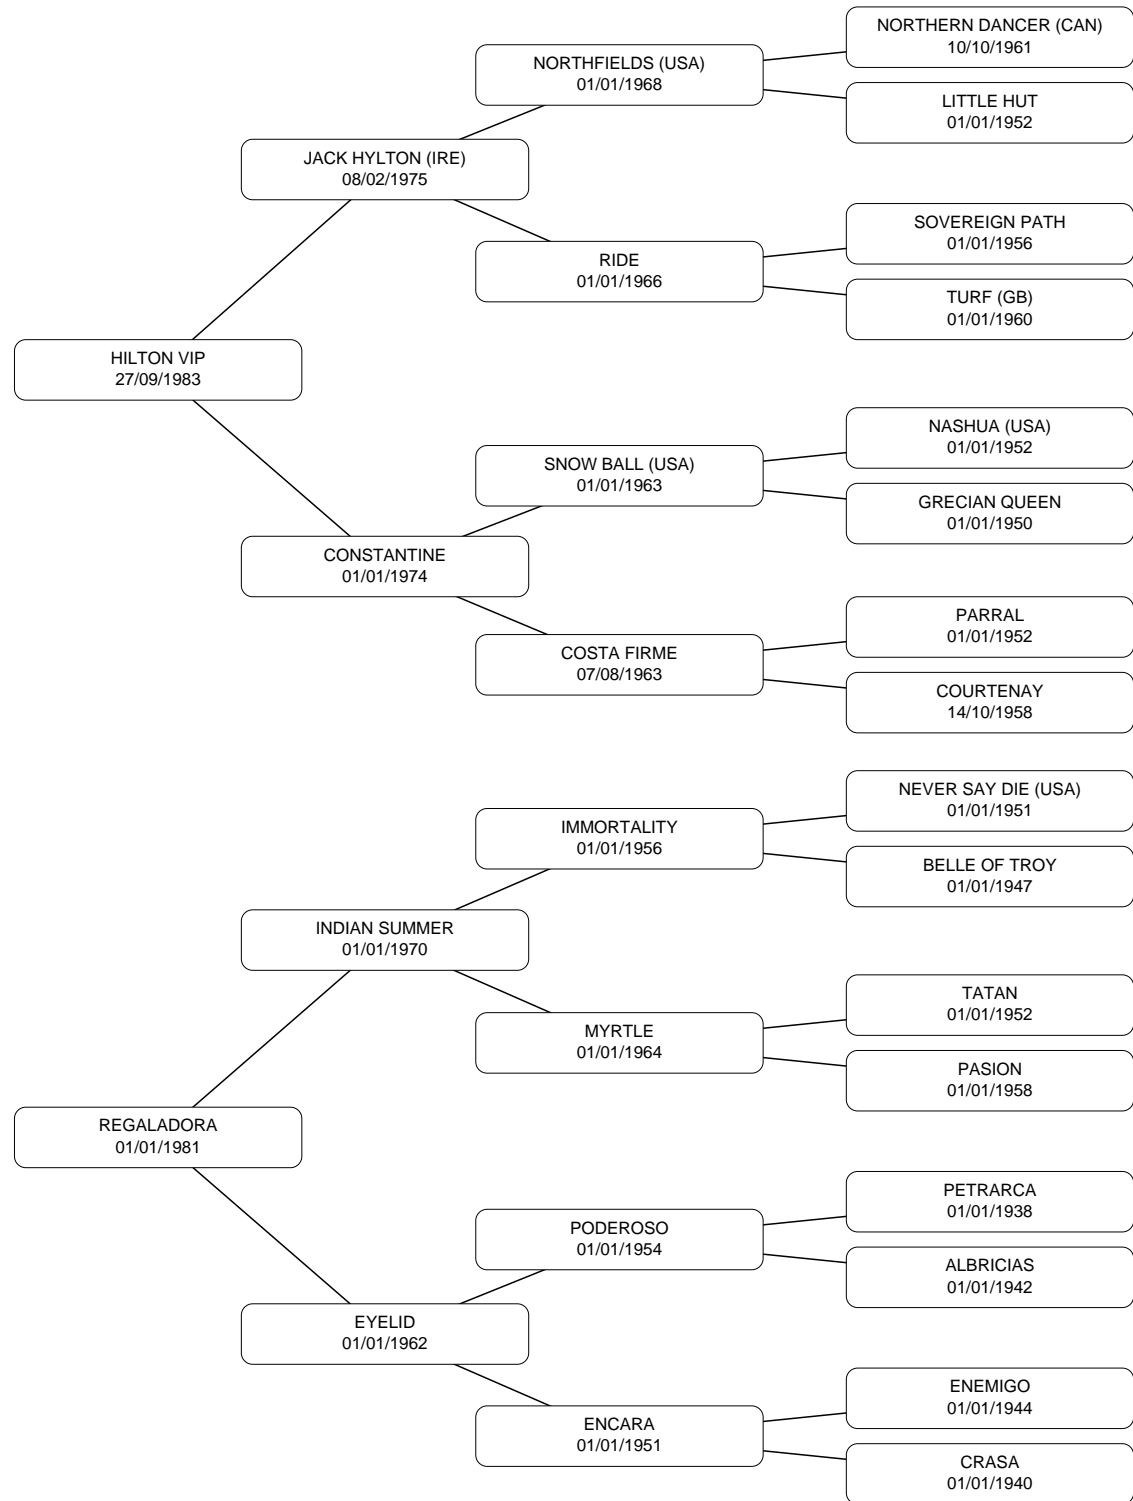 NORTHERN DANCER (CAN)
10/10/1961
NORTHFIELDS (USA)
01/01/1968
LITTLE HUT
01/01/1952
JACK HYLTON (IRE)
08/02/1975
SOVEREIGN PATH
01/01/1956
RIDE
01/01/1966
TURF (GB)
01/01/1960
HILTON VIP
27/09/1983
NASHUA (USA)
01/01/1952
SNOW BALL (USA)
01/01/1963
GRECIAN QUEEN
01/01/1950
CONSTANTINE
01/01/1974
PARRAL
01/01/1952
COSTA FIRME
07/08/1963
COURTENAY
14/10/1958
NEVER SAY DIE (USA)
01/01/1951
IMMORTALITY
01/01/1956
BELLE OF TROY
01/01/1947
INDIAN SUMMER
01/01/1970
TATAN
01/01/1952
MYRTLE
01/01/1964
PASION
01/01/1958
REGALADORA
01/01/1981
PETRARCA
01/01/1938
PODEROSO
01/01/1954
ALBRICIAS
01/01/1942
EYELID
01/01/1962
ENEMIGO
01/01/1944
ENCARA
01/01/1951
CRASA
01/01/1940